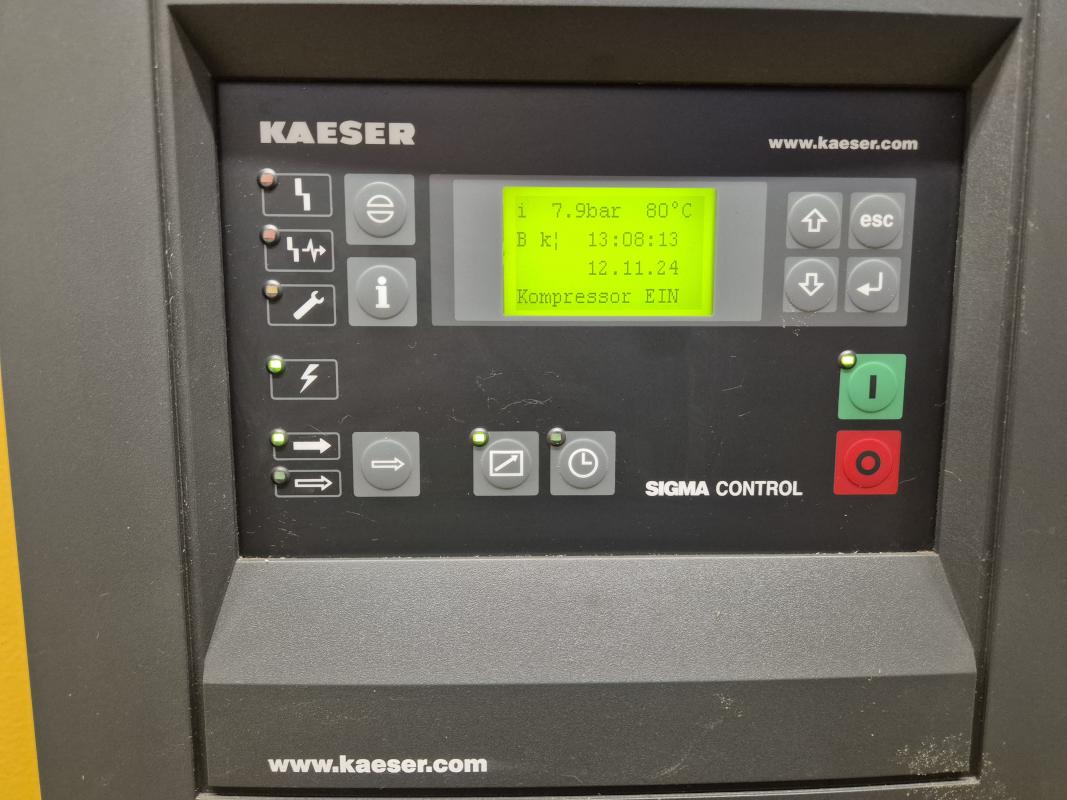 KAESER
www.kaeser.com
i 7.9bar 80°C
B k¦ 13:08:13
12.11.24
Kompressor EIN
esc
i
I
O
SIGMA CONTROL
www.kaeser.com